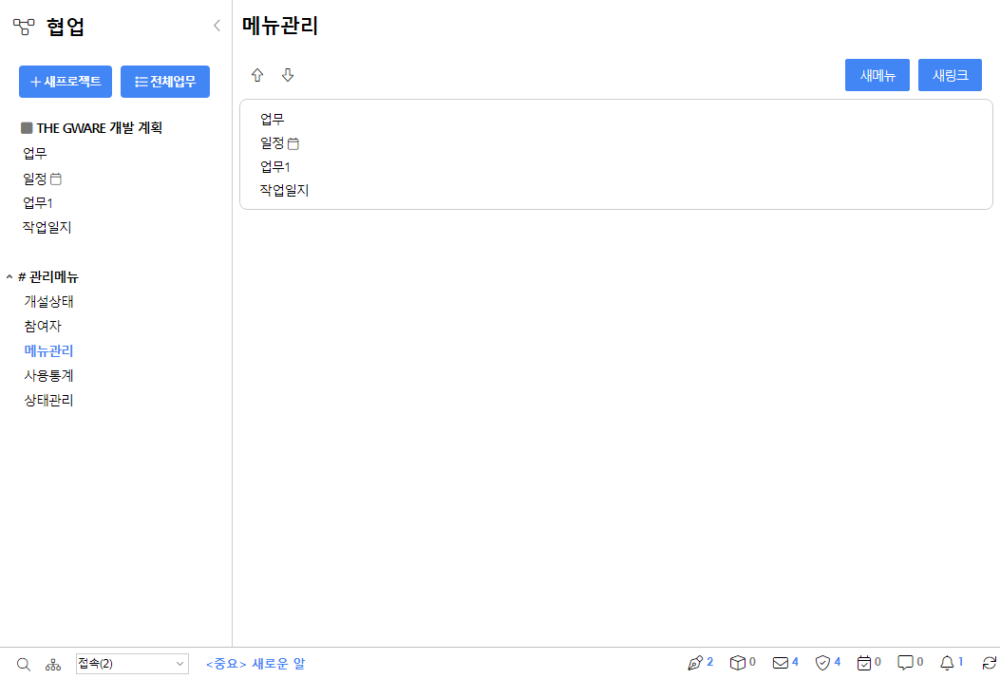 협업
+ 새프로젝트
전체업무
THE GWARE 개발 계획
업무
일정
업무1
작업일지
# 관리메뉴
개설상태
참여자
메뉴관리
사용통계
상태관리
메뉴관리
새메뉴
새링크
업무
일정
업무1
작업일지
접속(2)
<중요> 새로운 알
2
0
4
4
0
0
1